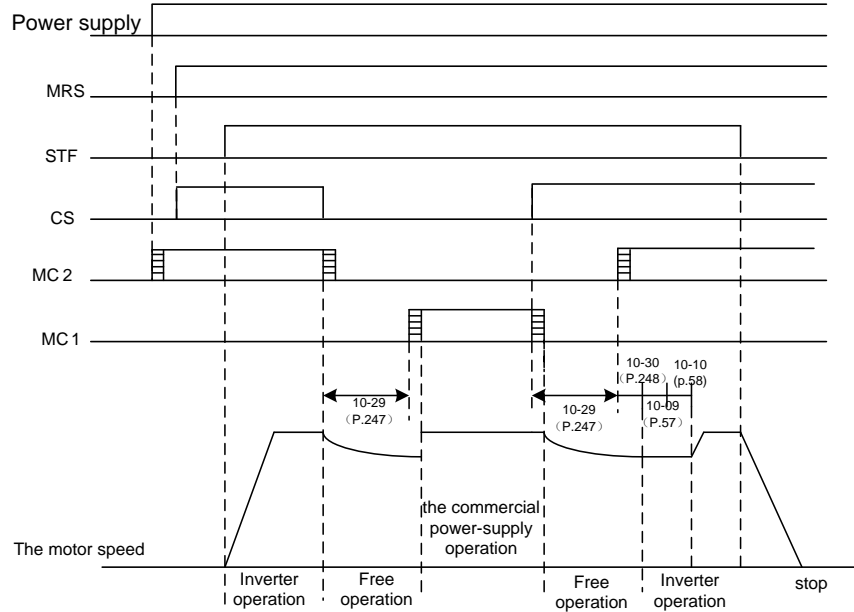 Power supply
MRS
STF
CS
MC 2
MC 1
10-30
（P.248）
10-10
(p.58)
10-29
（P.247）
10-29
（P.247）
10-09
（P.57）
the commercial
power-supply
operation
The motor speed
Inverter
operation
Free
operation
Free
operation
Inverter
operation
stop